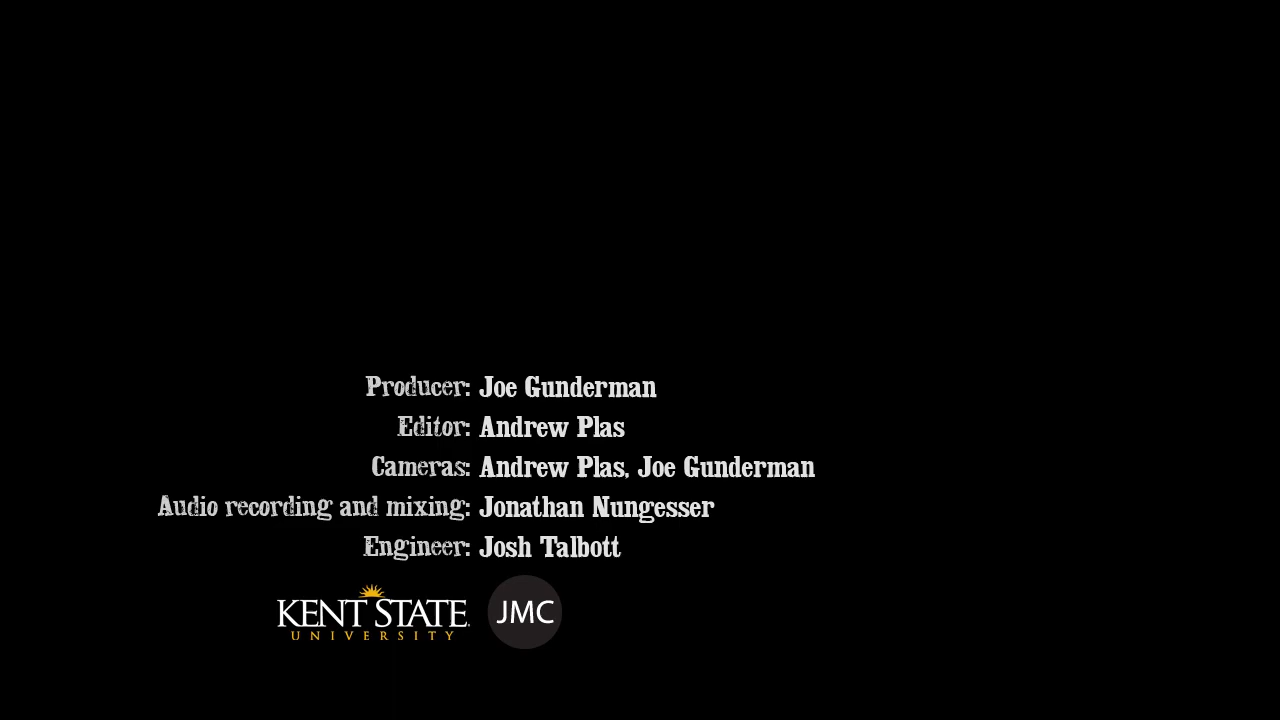 Producer: Joe Gunderman
Editor: Andrew Plas
Cameras: Andrew Plas, Joe Gunderman
Audio recording and mixing: Jonathan Nungesser
Engineer: Josh Talbott
KENT STATE
UNIVERSITY
JMC